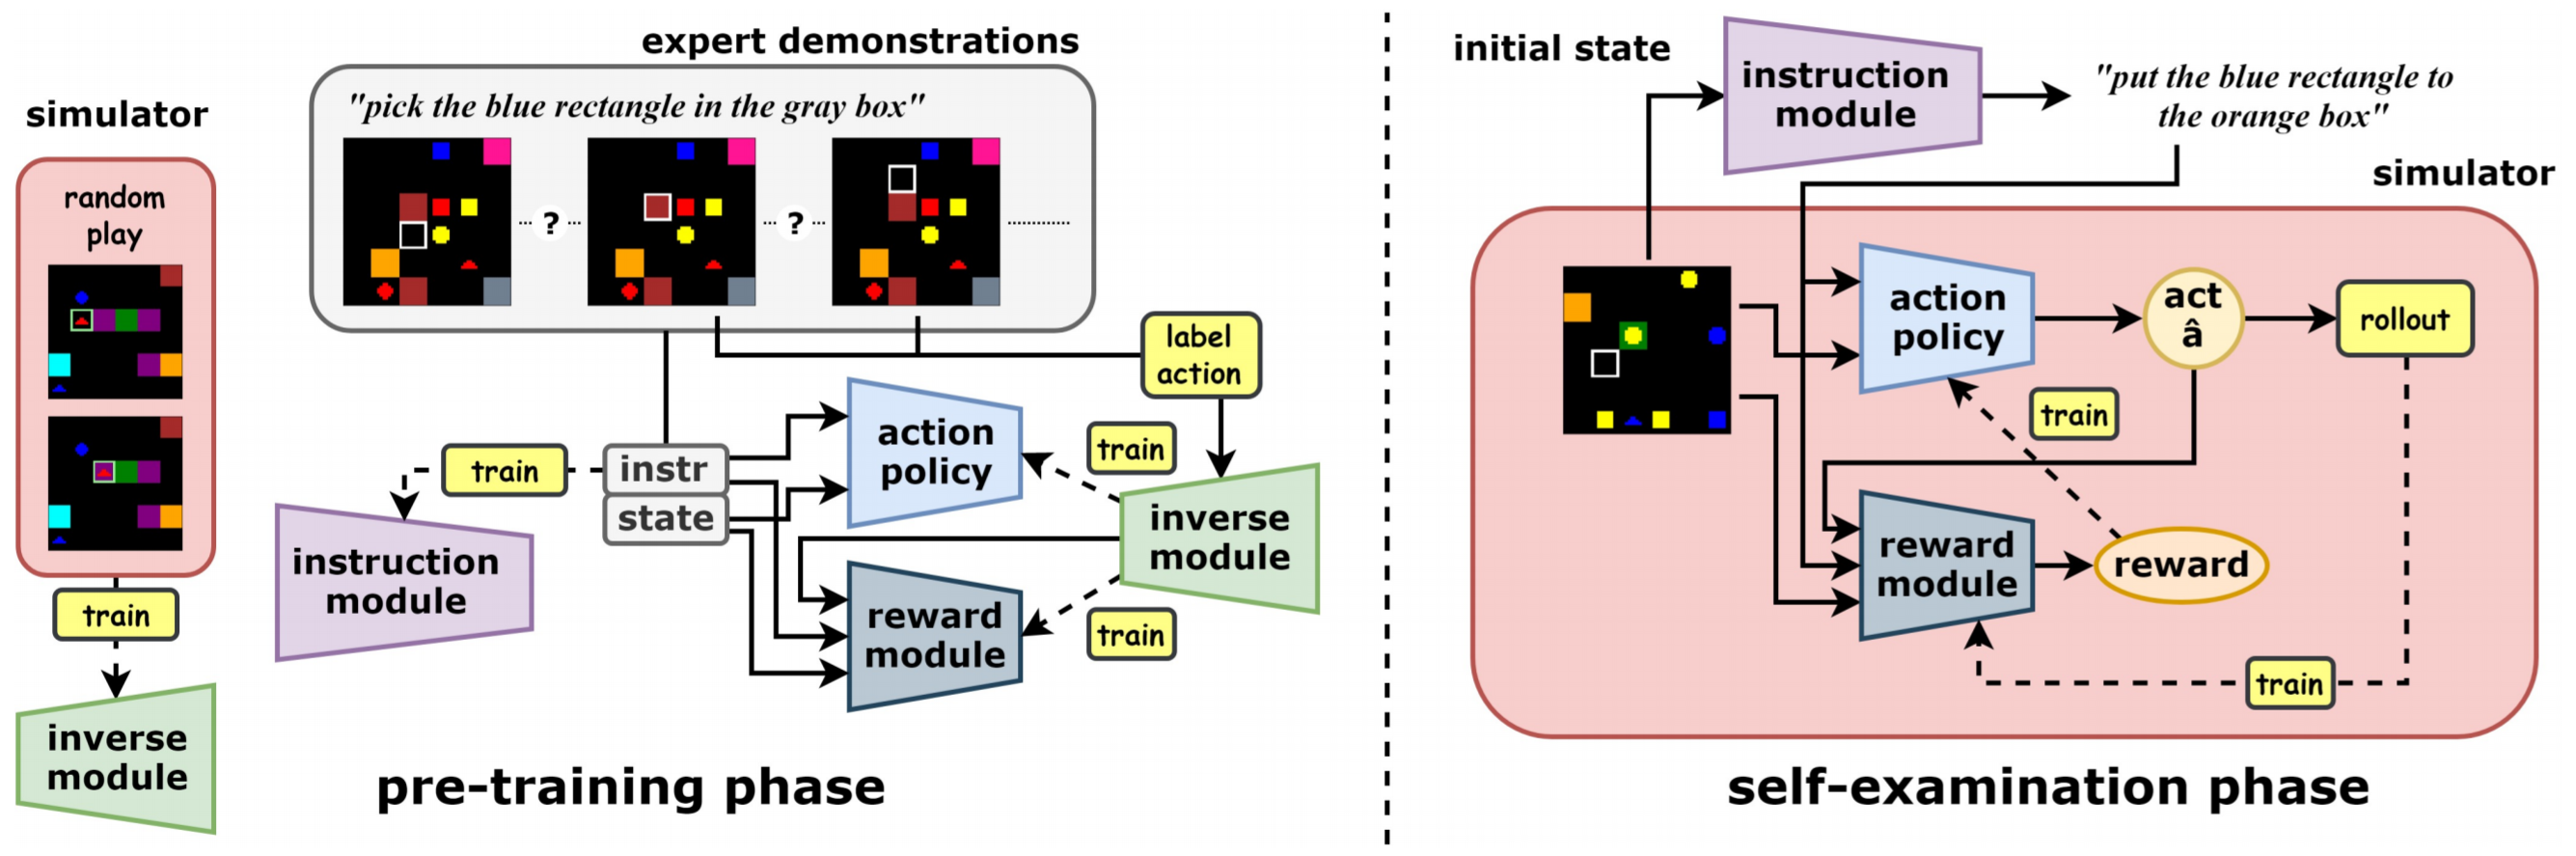 simulator
random
play
train
inverse
module
expert demonstrations
"pick the blue rectangle in the gray box"
?
?
label
action
instr
state
train
instruction
module
action
policy
train
inverse
module
reward
module
train
pre-training phase
initial state
instruction
module
"put the blue rectangle to
the orange box"
simulator
action
policy
act
â
rollout
train
reward
module
reward
train
self-examination phase